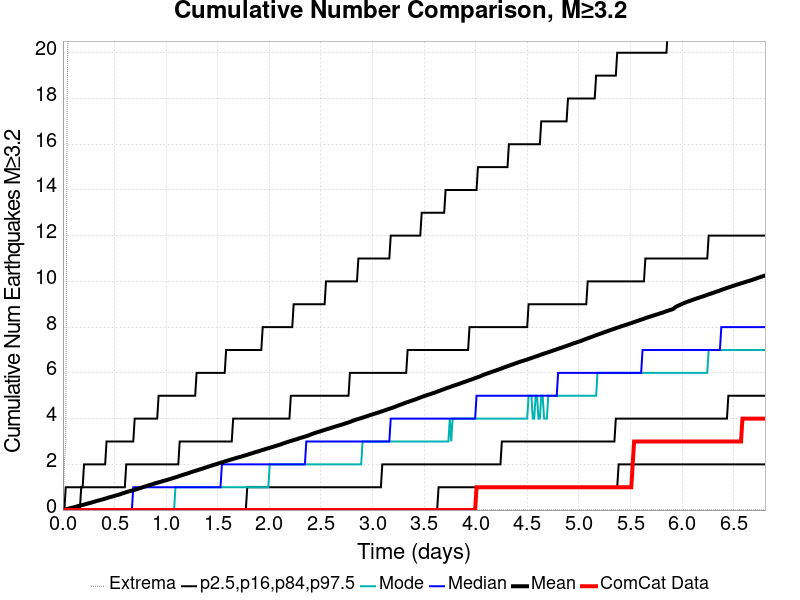 Cumulative Number Comparison, M≥3.2
Cumulative Num Earthquakes M≥3.2
20
18
16
14
12
10
8
6
4
2
0
0.0 0.5 1.0 1.5 2.0 2.5 3.0 3.5 4.0 4.5 5.0 5.5 6.0 6.5
Time (days)
Extrema p2.5,p16,p84,p97.5 Mode Median Mean ComCat Data